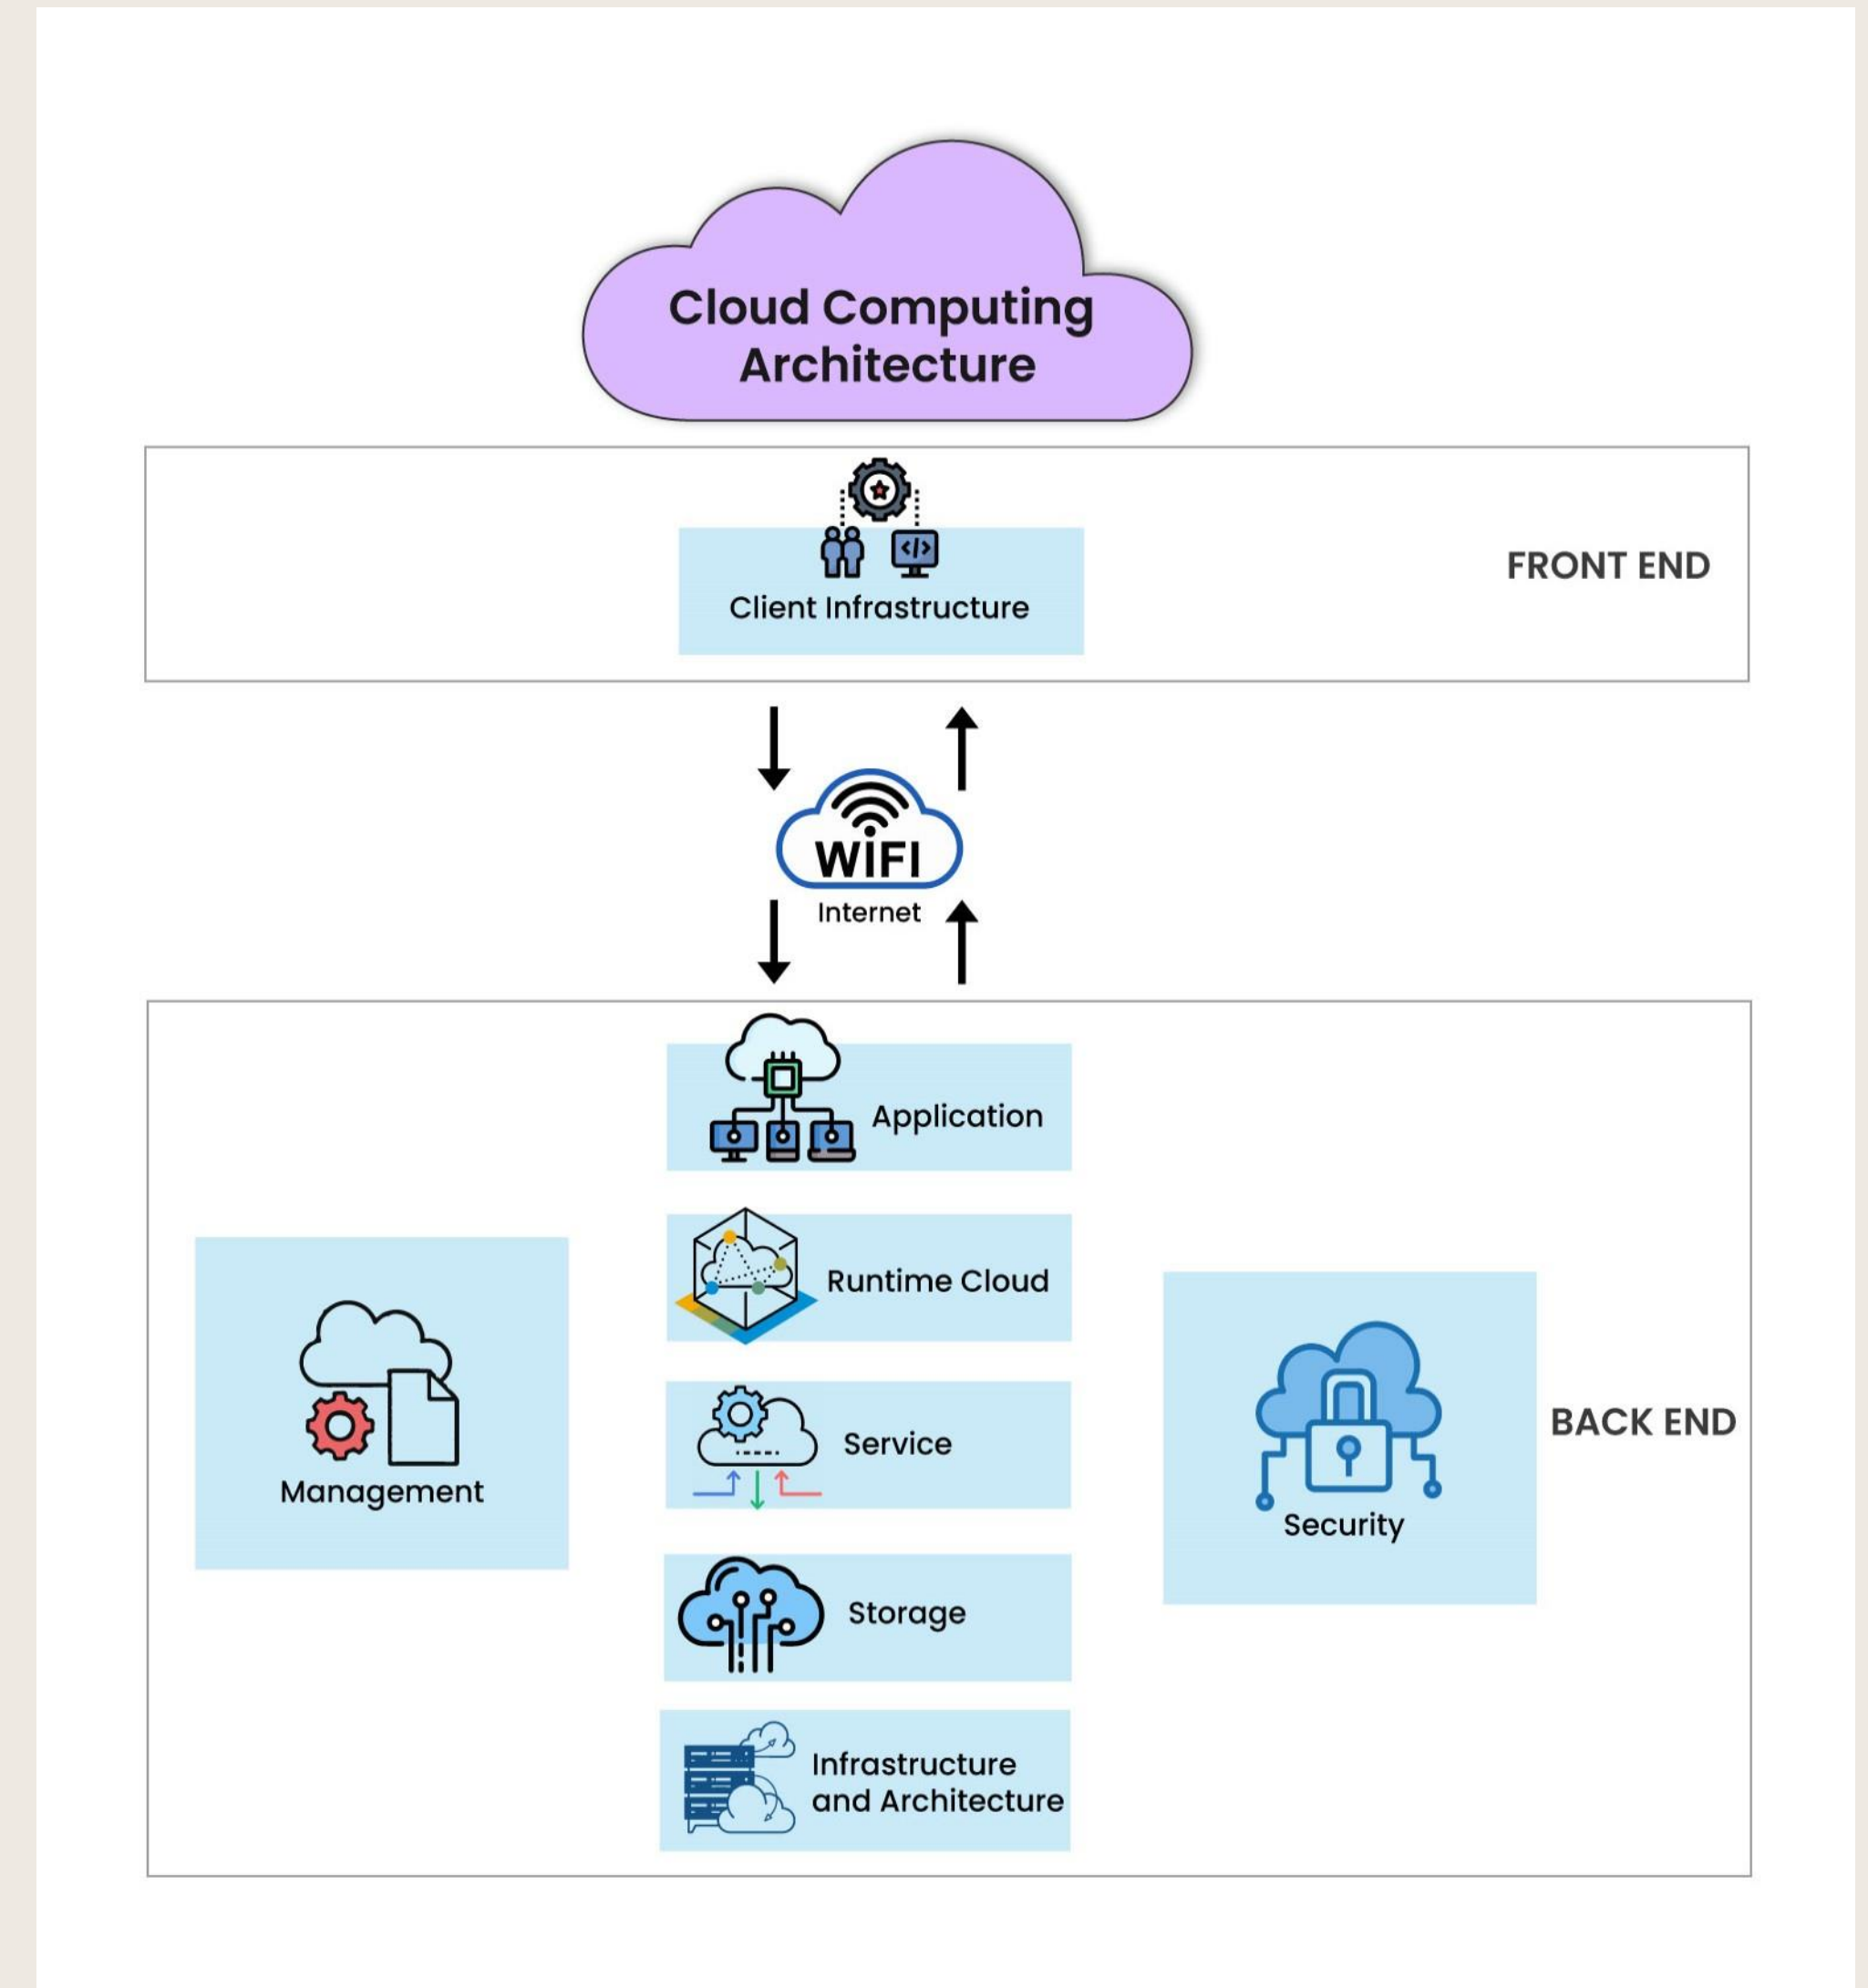 Cloud Computing
Architecture
Client Infrastructure
FRONT END
WiFI
Internet
Application
Runtime Cloud
Management
Service
Security
BACK END
Storage
Infrastructure
and Architecture